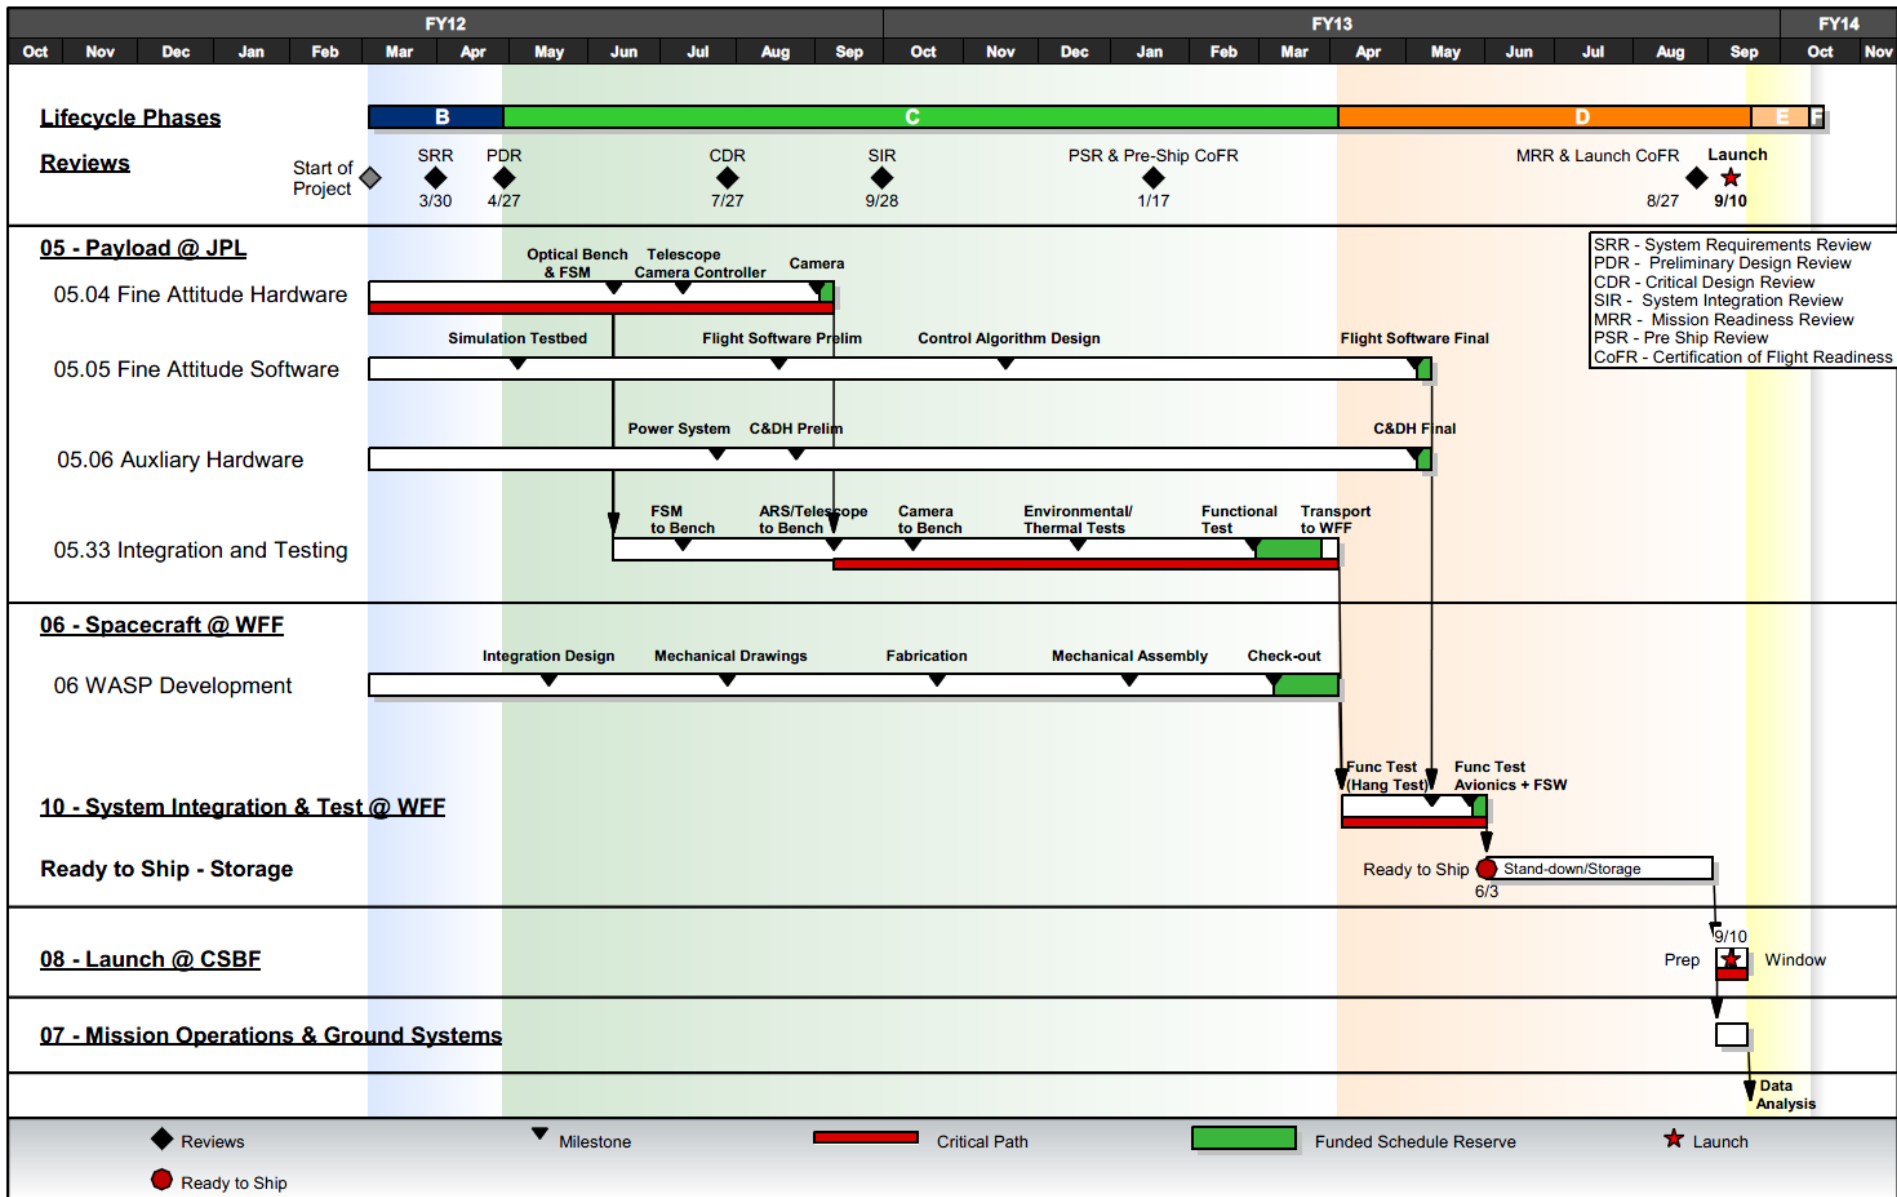 FY12 FY13 FY14
Oct Nov Dec Jan Feb Mar Apr May Jun Jul Aug Sep Oct Nov Dec Jan Feb Mar Apr May Jun Jul Aug Sep Oct Nov
Lifecycle Phases B C D E F
Reviews
Start of
Project
SRR
3/30
PDR
4/27
CDR
7/27
SIR
9/28
PSR & Pre-Ship CoFR
1/17
MRR & Launch CoFR
8/27
Launch
9/10
SRR - System Requirements Review
PDR - Preliminary Design Review
CDR - Critical Design Review
SIR - System Integration Review
MRR - Mission Readiness Review
PSR - Pre Ship Review
CoFR - Certification of Flight Readiness
05 - Payload @ JPL
Optical Bench
& FSM
Telescope
Camera Controller
Camera
05.04 Fine Attitude Hardware
Simulation Testbed
Flight Software Prelim
Control Algorithm Design
Flight Software Final
05.05 Fine Attitude Software
Power System
C&DH Prelim
C&DH Final
05.06 Auxliary Hardware
FSM
to Bench
ARS/Telescope
to Bench
Camera
to Bench
Environmental/
Thermal Tests
Functional
Test
Transport
to WFF
05.33 Integration and Testing
06 - Spacecraft @ WFF
Integration Design
Mechanical Drawings
Fabrication
Mechanical Assembly
Check-out
06 WASP Development
Func Test
(Hang Test)
Func Test
Avionics + FSW
10 - System Integration & Test @ WFF
Ready to Ship - Storage
Ready to Ship
6/3
Stand-down/Storage
08 - Launch @ CSBF
9/10
Prep
Window
07 - Mission Operations & Ground Systems
Data
Analysis
Reviews
Milestone
Critical Path
Funded Schedule Reserve
Launch
Ready to Ship